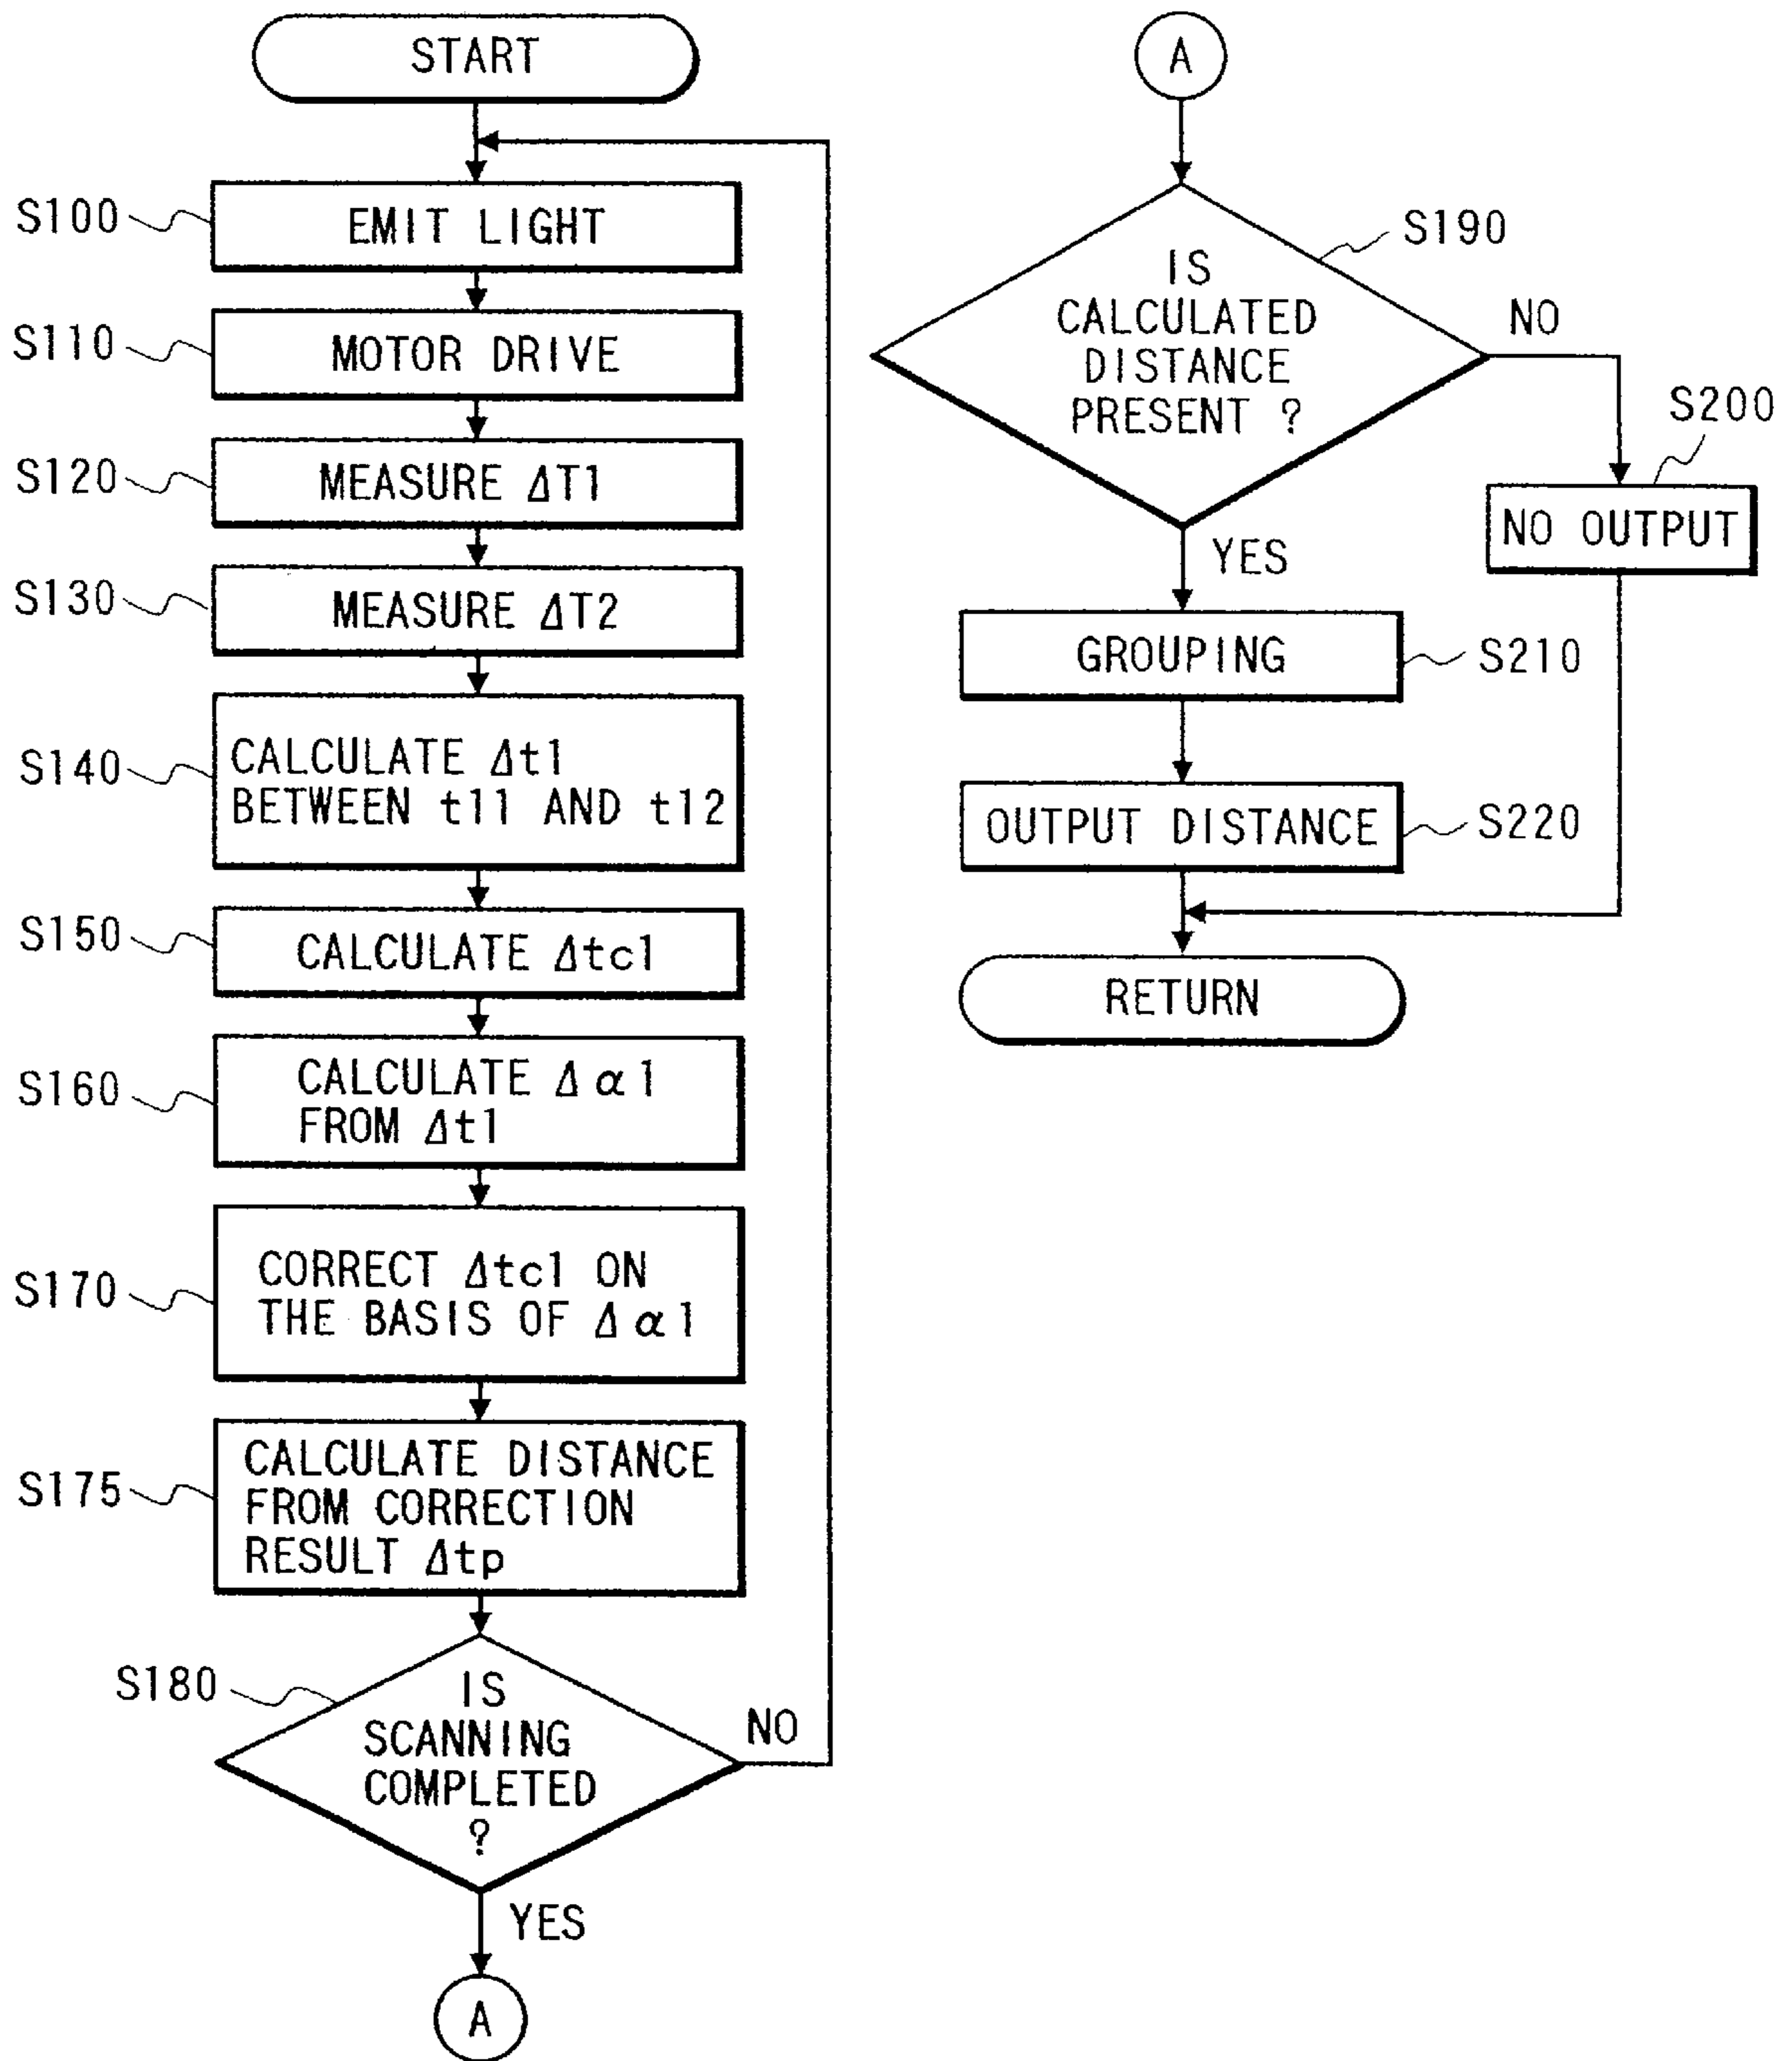 START
S100
EMIT LIGHT
S110
MOTOR DRIVE
S120
MEASURE ΔT1
S130
MEASURE ΔT2
S140
CALCULATE Δt1
BETWEEN t11 AND t12
S150
CALCULATE Δtc1
S160
CALCULATE Δα1
FROM Δt1
S170
CORRECT Δtc1 ON
THE BASIS OF Δα1
S175
CALCULATE DISTANCE
FROM CORRECTION
RESULT Δtp
S180
IS
SCANNING
COMPLETED
?
NO
YES
A
A
S190
IS
CALCULATED
DISTANCE
PRESENT ?
NO
S200
NO OUTPUT
YES
GROUPING
S210
OUTPUT DISTANCE
S220
RETURN